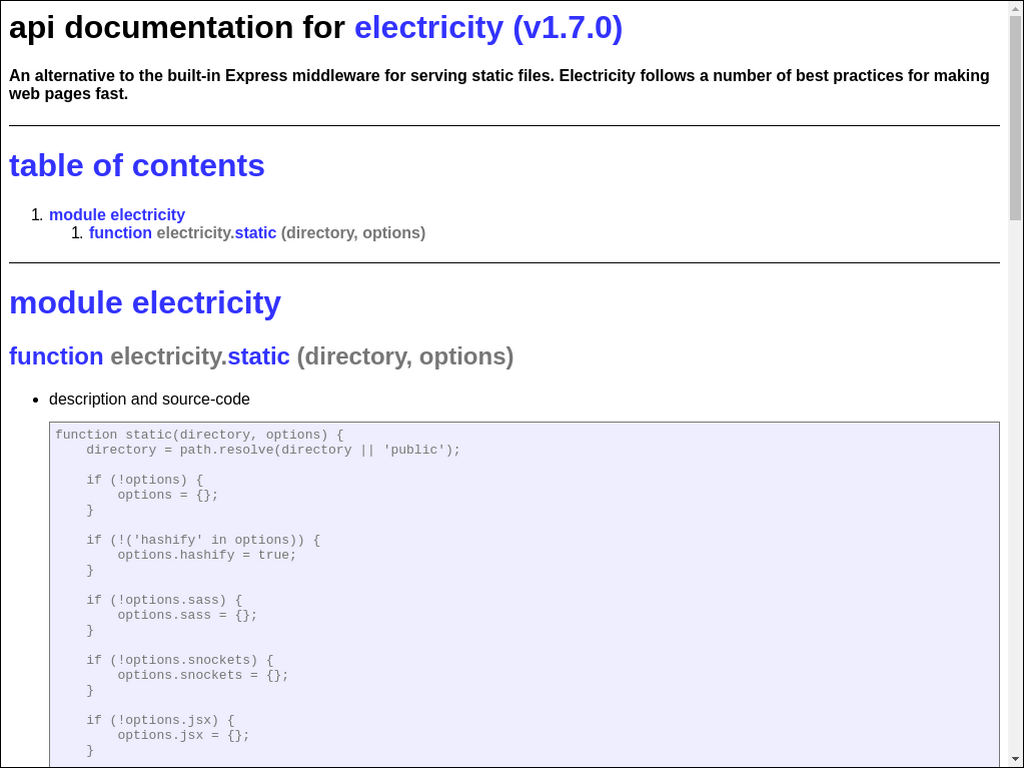 api documentation for electricity (v1.7.0)
An alternative to the built-in Express middleware for serving static files. Electricity follows a number of best practices for making
web pages fast.
table of contents
1. module electricity
1. function electricity.static (directory, options)
module electricity
function electricity.static (directory, options)
• description and source-code
function static(directory, options) {
    directory = path.resolve(directory || 'public');

    if (!options) {
        options = {};
    }

    if (!('hashify' in options)) {
        options.hashify = true;
    }

    if (!options.sass) {
        options.sass = {};
    }

    if (!options.snockets) {
        options.snockets = {};
    }

    if (!options.jsx) {
        options.jsx = {};
    }